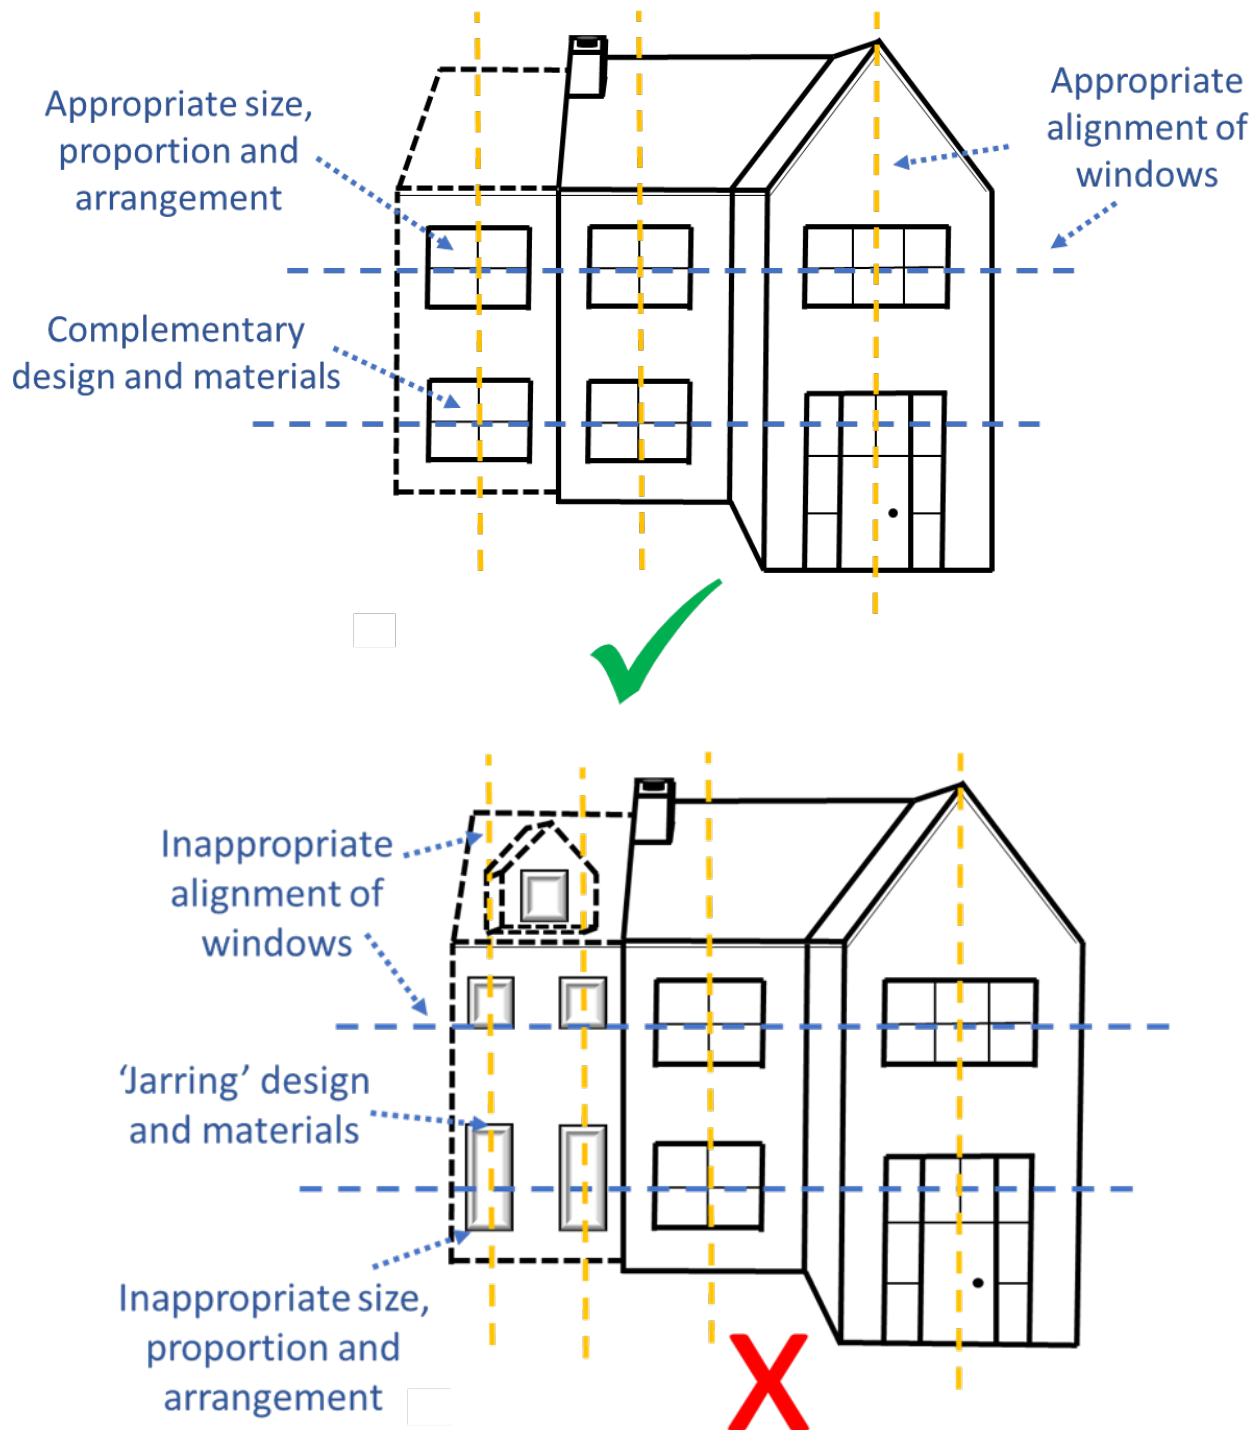 Appropriate size,
proportion and
arrangement
Appropriate
alignment of
windows
Complementary
design and materials
Inappropriate
alignment of
windows
‘Jarring’ design
and materials
Inappropriate size,
proportion and
arrangement
X